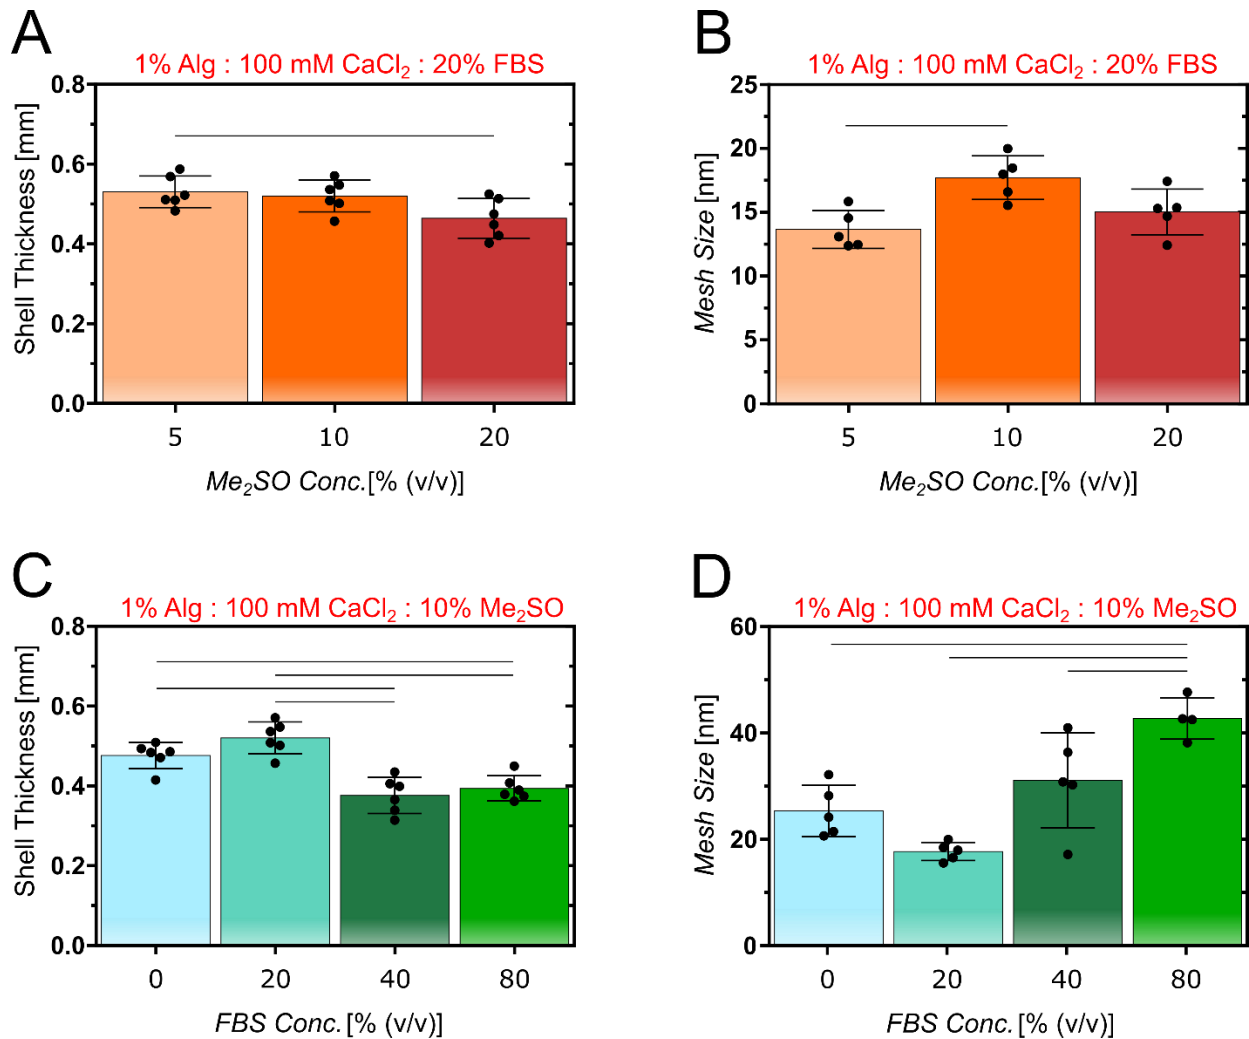 A
1% Alg : 100 mM CaCl₂ : 20% FBS
Shell Thickness [mm]
0.8
0.6
0.4
0.2
0.0
5 10 20
Me₂SO Conc.[% (v/v)]
B
1% Alg : 100 mM CaCl₂ : 20% FBS
Mesh Size [nm]
25
20
15
10
5
0
5 10 20
Me₂SO Conc.[% (v/v)]
C
1% Alg : 100 mM CaCl₂ : 10% Me₂SO
Shell Thickness [mm]
0.8
0.6
0.4
0.2
0.0
0 20 40 80
FBS Conc. [% (v/v)]
D
1% Alg : 100 mM CaCl₂ : 10% Me₂SO
Mesh Size [nm]
60
40
20
0
0 20 40 80
FBS Conc. [% (v/v)]